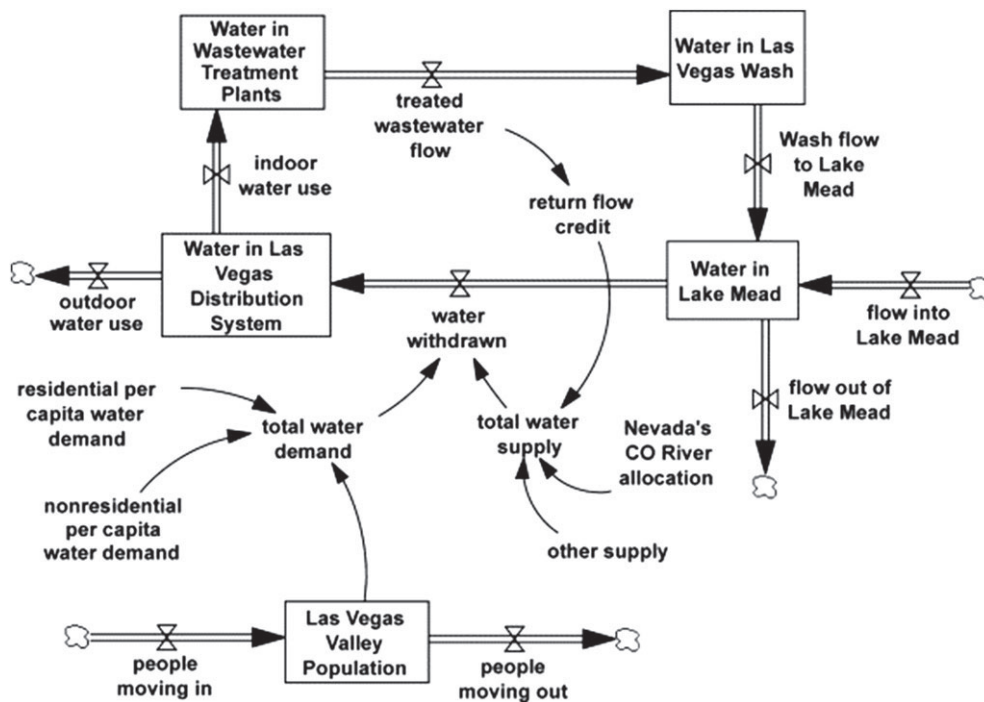 Water in
Wastewater
Treatment
Plants
treated
wastewater
flow
Water in Las
Vegas Wash
indoor
water use
Wash flow
to Lake
Mead
return flow
credit
outdoor
water use
Water in Las
Vegas
Distribution
System
water
withdrawn
Water in
Lake Mead
flow into
Lake Mead
flow out of
Lake Mead
residential per
capita water
demand
total water
demand
total water
supply
Nevada's
CO River
allocation
nonresidential
per capita
water demand
other supply
people
moving in
Las Vegas
Valley
Population
people
moving out